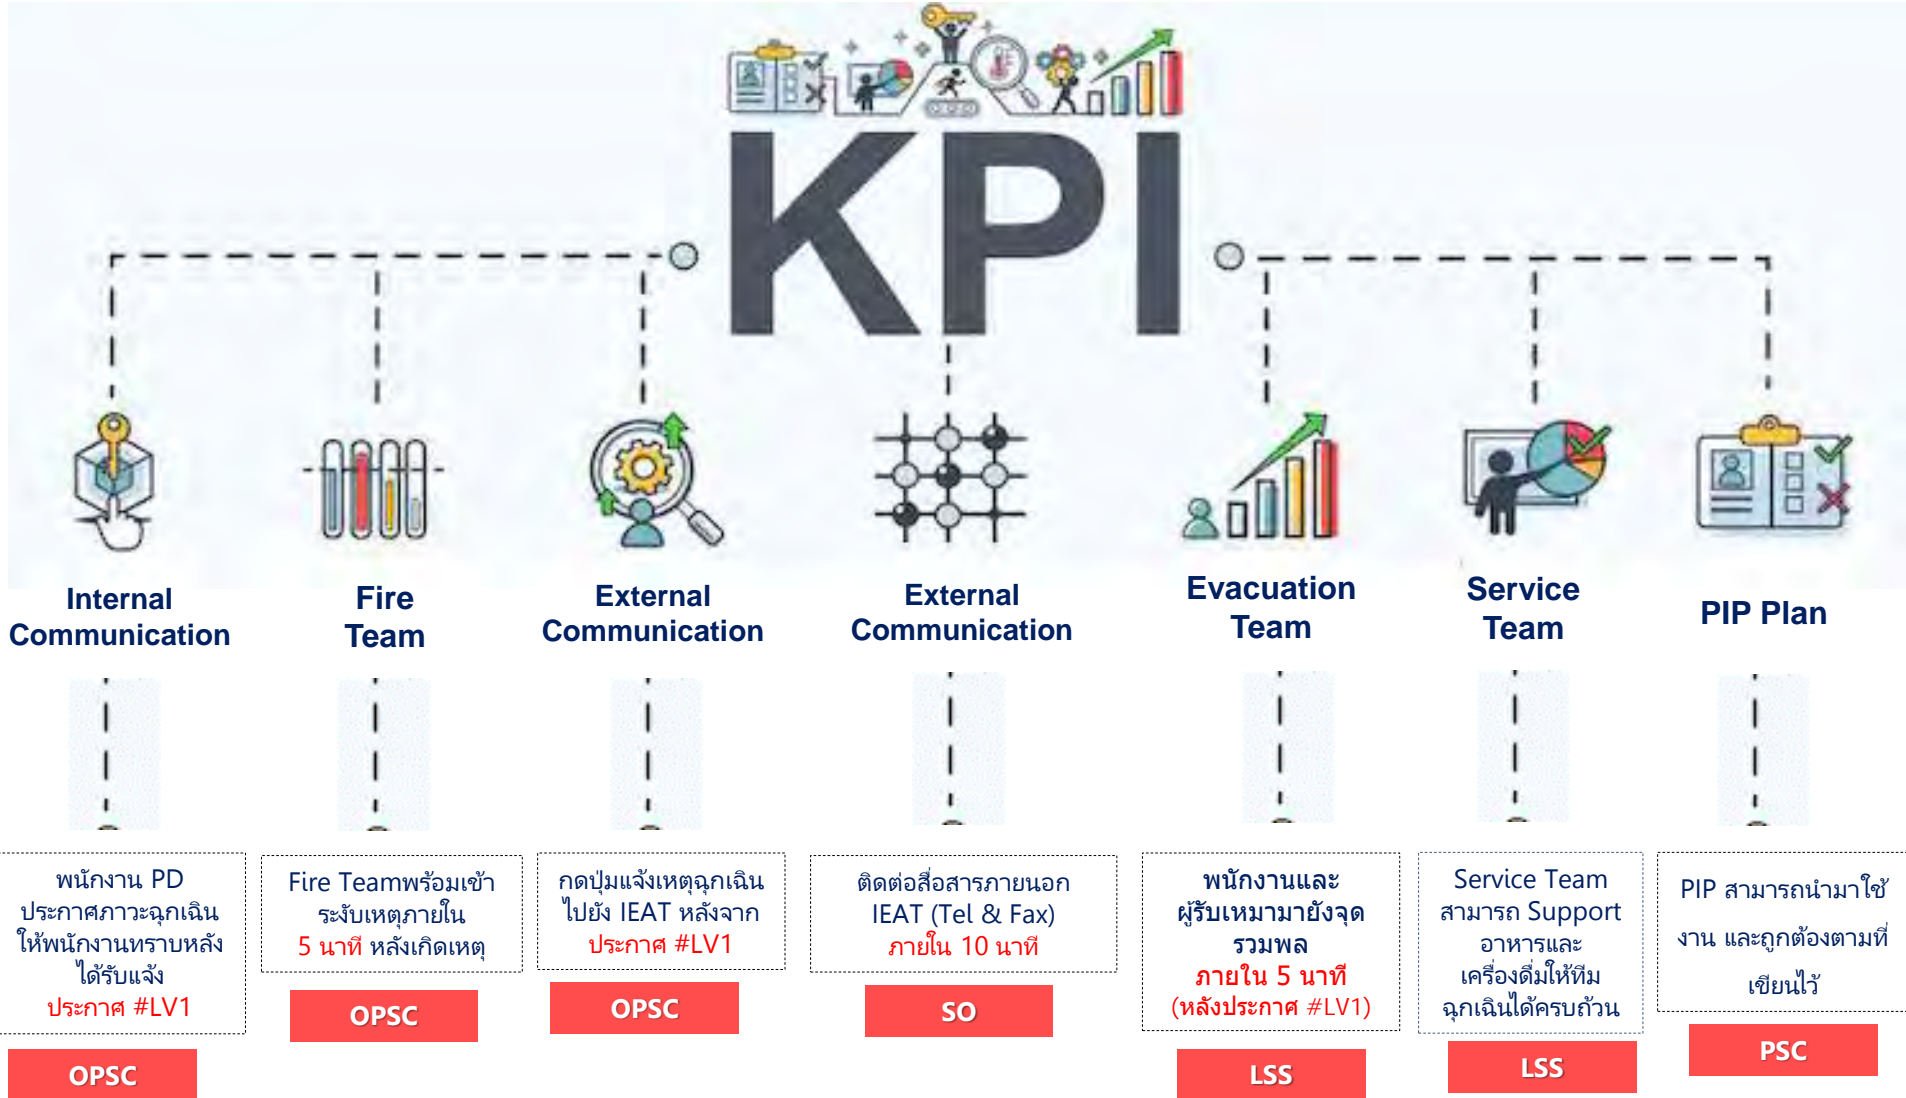 KPI
Internal
Communication
Fire
Team
External
Communication
External
Communication
Evacuation
Team
Service
Team
PIP Plan
พนักงาน PD
ประกาศภาวะฉุกเฉิน
ให้พนักงานทราบหลัง
ได้รับแจ้ง
ประกาศ #LV1
OPSC
Fire Teamพร้อมเข้า
ระงับเหตุภายใน
5 นาที หลังเกิดเหตุ
OPSC
กดปุ่มแจ้งเหตุฉุกเฉิน
ไปยัง IEAT หลังจาก
ประกาศ #LV1
OPSC
ติดต่อสื่อสารภายนอก
IEAT (Tel & Fax)
ภายใน 10 นาที
SO
พนักงานและ
ผู้รับเหมามายังจุด
รวมพล
ภายใน 5 นาที
(หลังประกาศ #LV1)
LSS
Service Team
สามารถ Support
อาหารและ
เครื่องดื่มให้ทีม
ฉุกเฉินได้ครบถ้วน
LSS
PIP สามารถนำมาใช้
งาน และถูกต้องตามที่
เขียนไว้
PSC